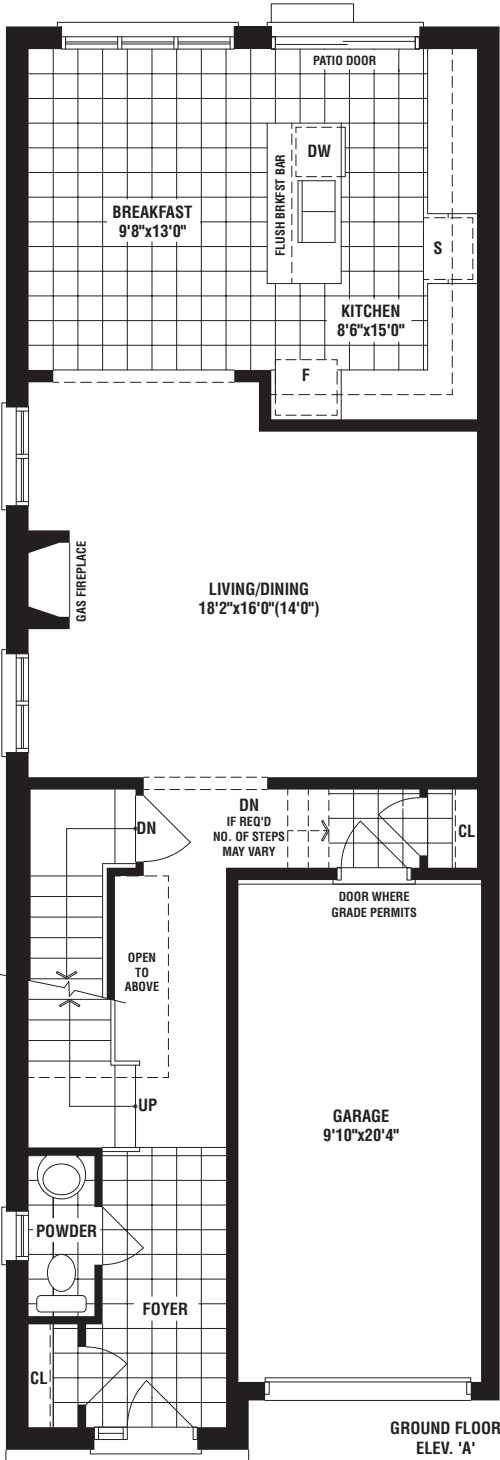 PATIO DOOR
DW
FLUSH BRKFST BAR
BREAKFAST
9'8"x13'0"
S
KITCHEN
8'6"x15'0"
F
GAS FIREPLACE
LIVING/DINING
18'2"x16'0"(14'0")
DN
DN
IF REQ'D
NO. OF STEPS
MAY VARY
CL
DOOR WHERE
GRADE PERMITS
OPEN
TO
ABOVE
UP
GARAGE
9'10"x20'4"
POWDER
FOYER
CL
GROUND FLOOR
ELEV. 'A'